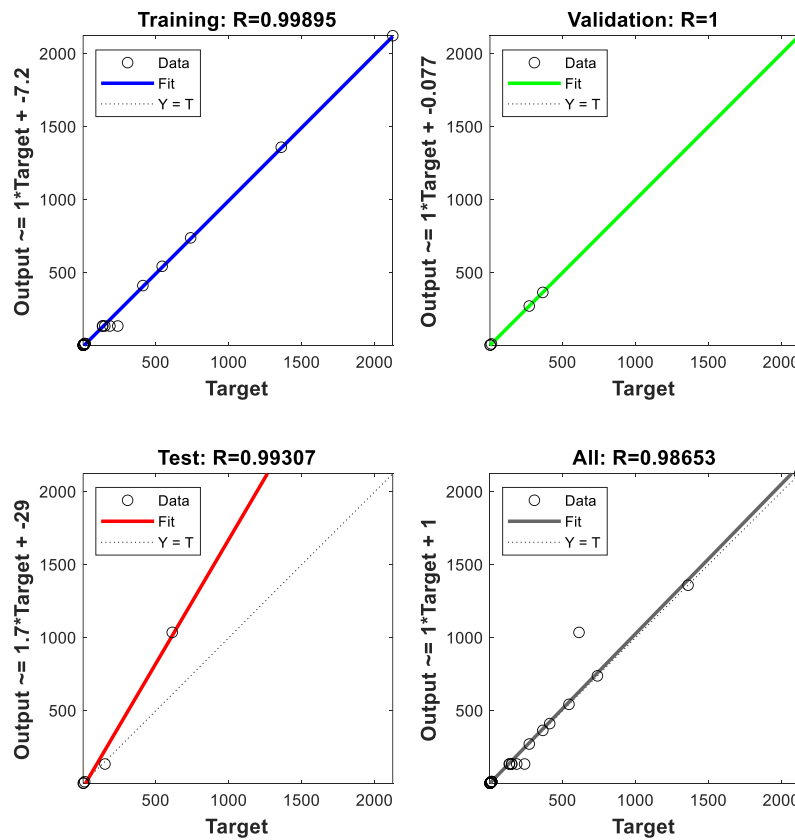 Training: R=0.99895
Output ~= 1*Target + -7.2
2000
1500
1000
500
Data
Fit
Y = T
500 1000 1500 2000
Target
Validation: R=1
Output ~= 1*Target + -0.077
2000
1500
1000
500
Data
Fit
Y = T
500 1000 1500 2000
Target
Test: R=0.99307
Output ~= 1.7*Target + -29
2000
1500
1000
500
Data
Fit
Y = T
500 1000 1500 2000
Target
All: R=0.98653
Output ~= 1*Target + 1
2000
1500
1000
500
Data
Fit
Y = T
500 1000 1500 2000
Target